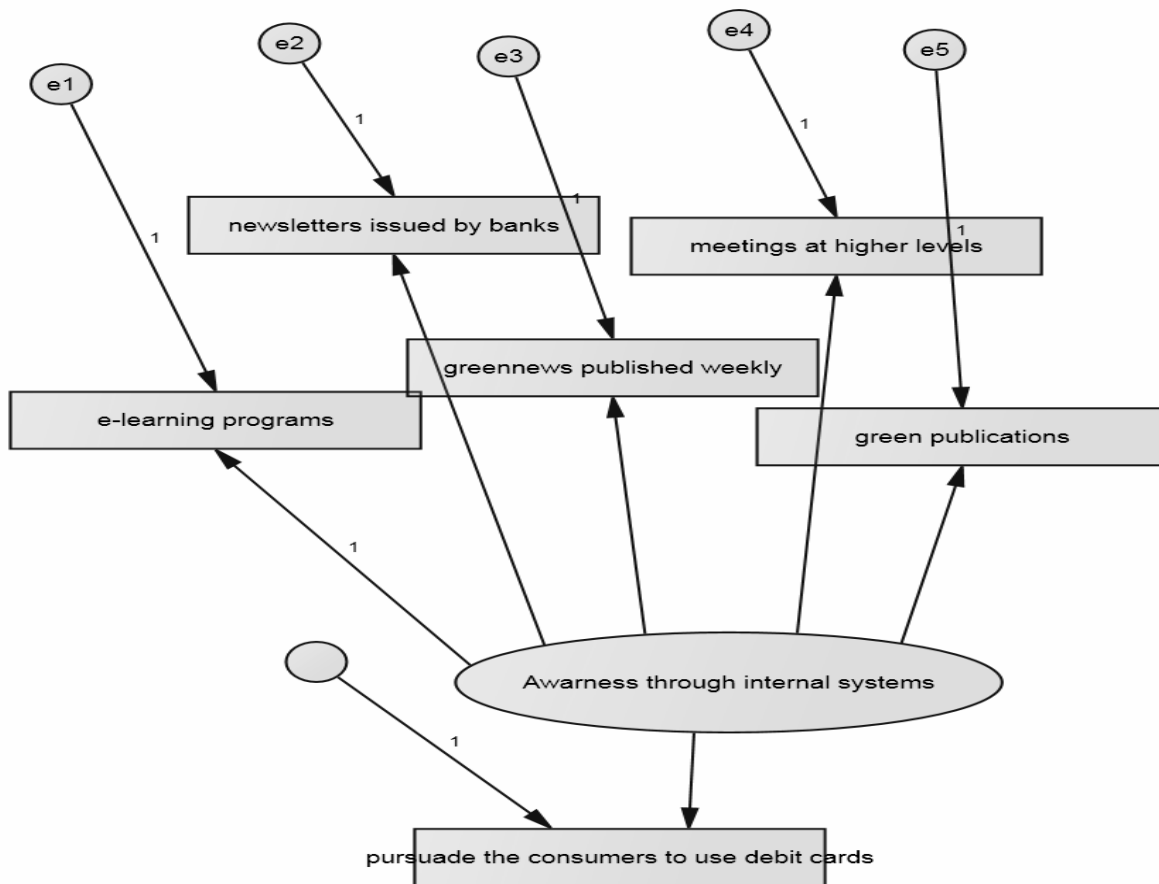 e1
e2
e3
e4
e5
1
1
1
1
1
newsletters issued by banks
meetings at higher levels
greennews published weekly
e-learning programs
green publications
1
Awarness through internal systems
1
pursuade the consumers to use debit cards